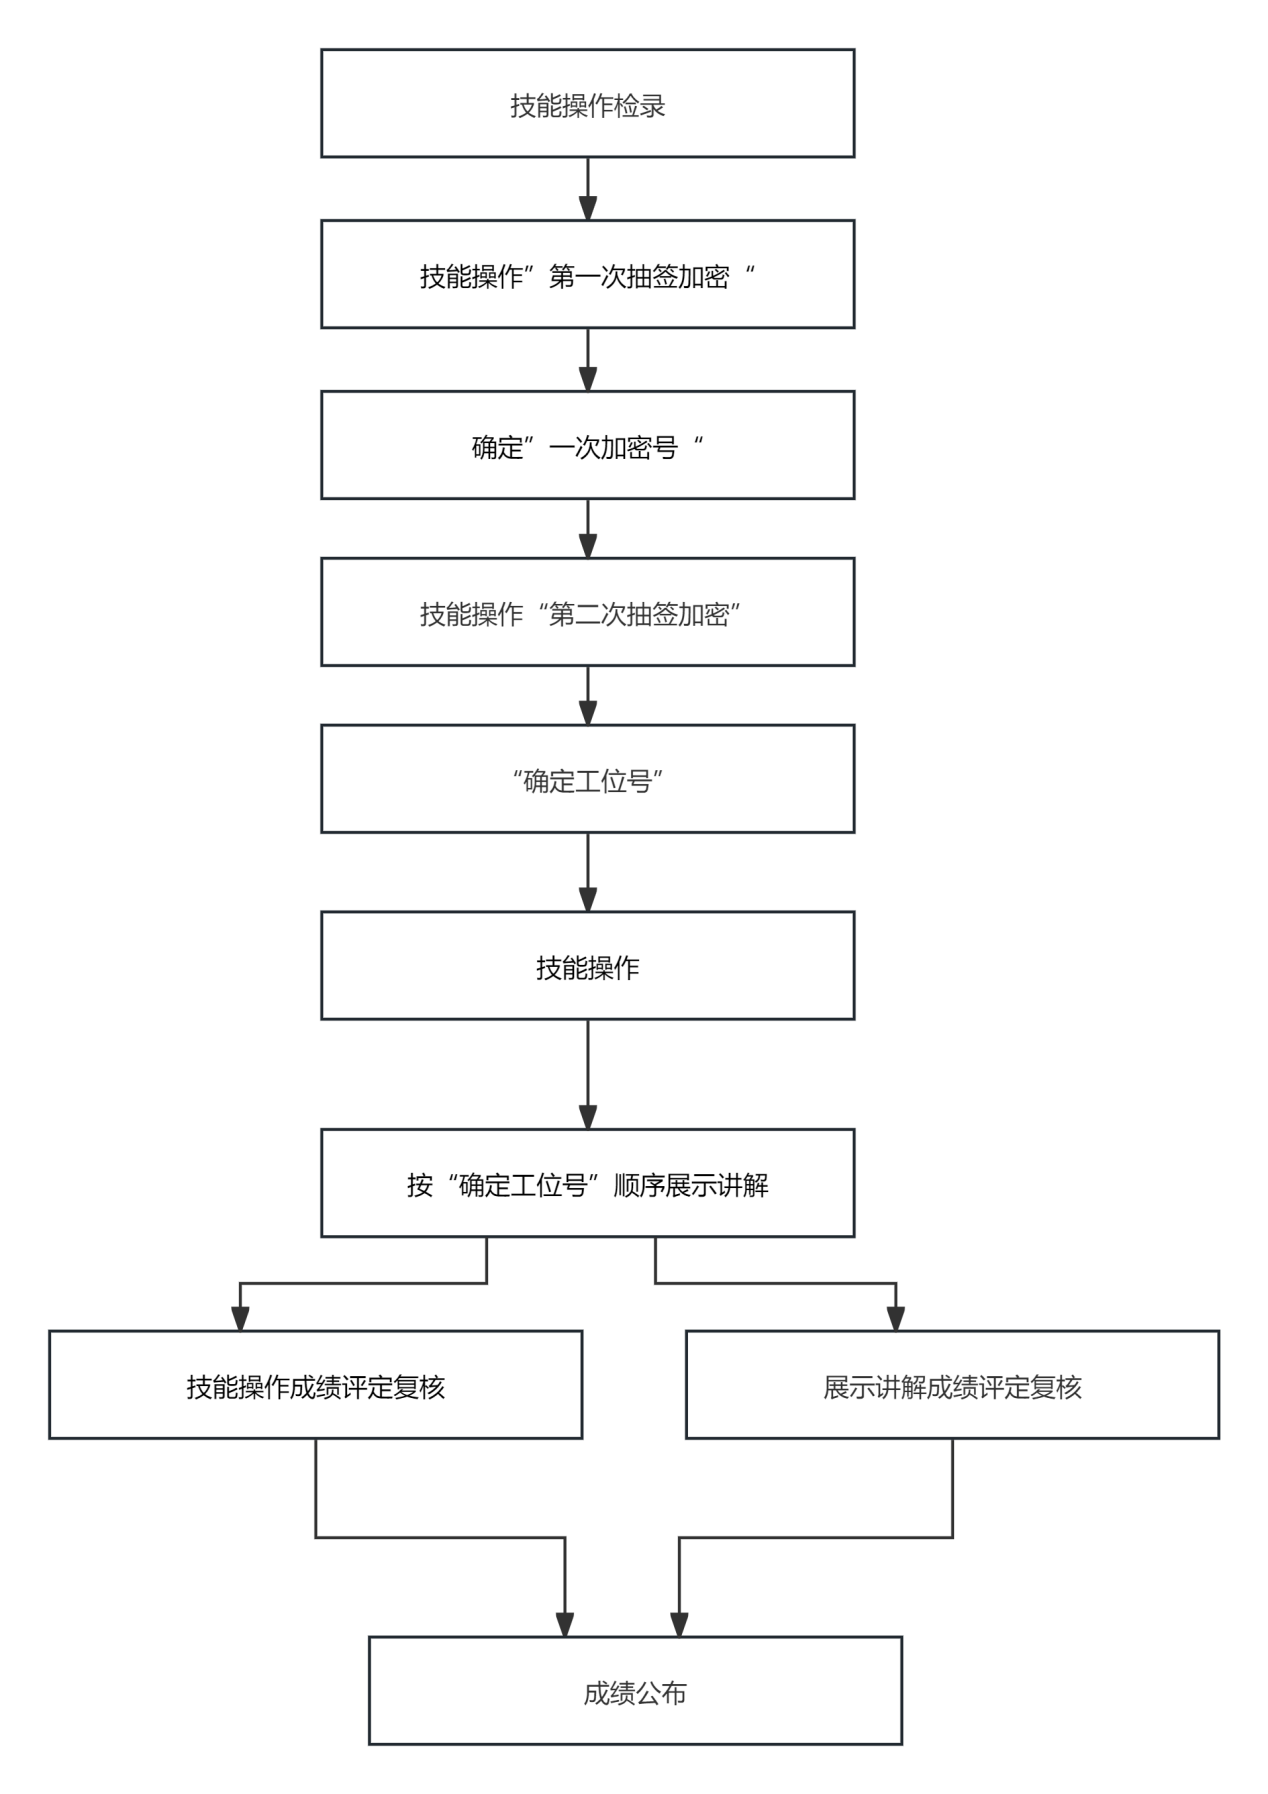 技能操作检录
技能操作”第一次抽签加密“
确定”一次加密号“
技能操作“第二次抽签加密”
“确定工位号”
技能操作
按“确定工位号”顺序展示讲解
技能操作成绩评定复核
展示讲解成绩评定复核
成绩公布